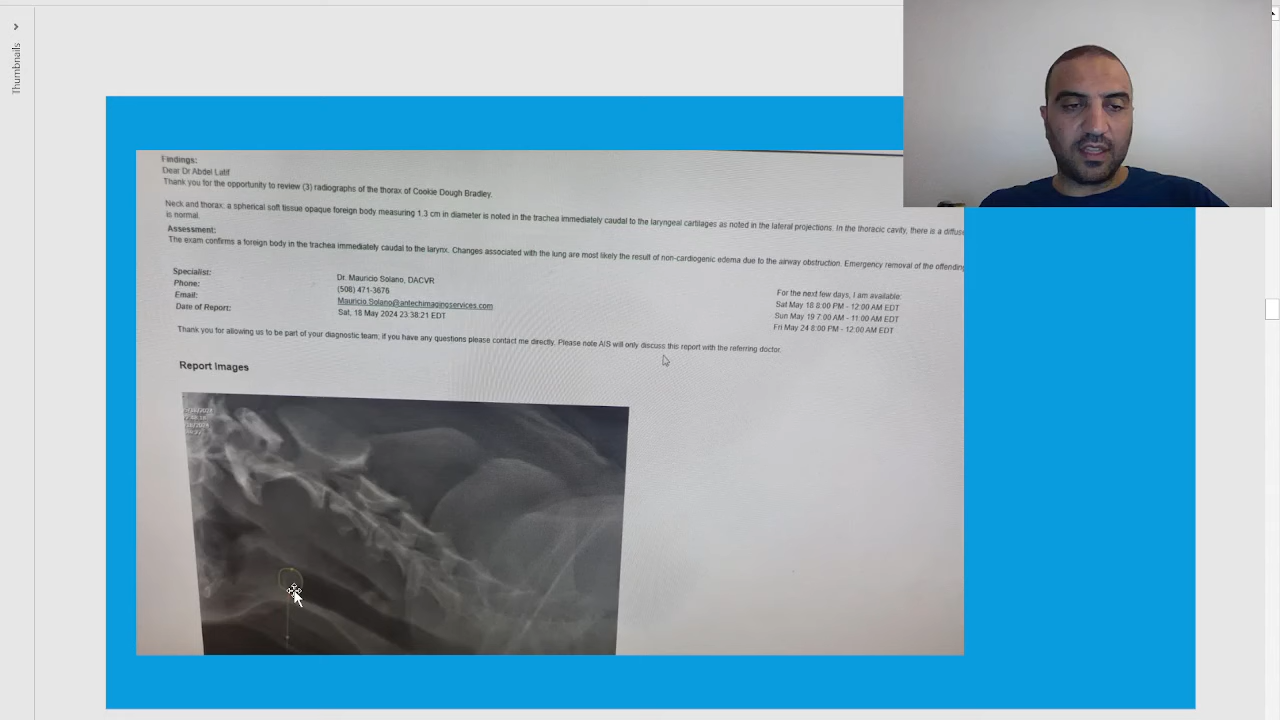 Thumbnails
Findings:
Dear Dr Abdel Latif
Thank you for the opportunity to review (3) radiographs of the thorax of Cookie Dough Bradley.
Neck and thorax: a spherical soft tissue opaque foreign body measuring 1.3 cm in diameter is noted in the trachea immediately caudal to the laryngeal cartilages as noted in the lateral projections. In the thoracic cavity, there is a diffuse
is normal.
Assessment:
The exam confirms a foreign body in the trachea immediately caudal to the larynx. Changes associated with the lung are most likely the result of non-cardiogenic edema due to the airway obstruction. Emergency removal of the offending
Specialist: Dr. Mauricio Solano, DACVR
Phone: (508) 471-3676
Email: Mauricio.Solano@antechimagingservices.com
Date of Report: Sat, 18 May 2024 23:38:21 EDT
For the next few days, I am available:
Sat May 18 8:00 PM - 12:00 AM EDT
Sun May 19 7:00 AM - 11:00 AM EDT
Fri May 24 8:00 PM - 12:00 AM EDT
Thank you for allowing us to be part of your diagnostic team; if you have any questions please contact me directly. Please note AIS will only discuss this report with the referring doctor.
Report Images